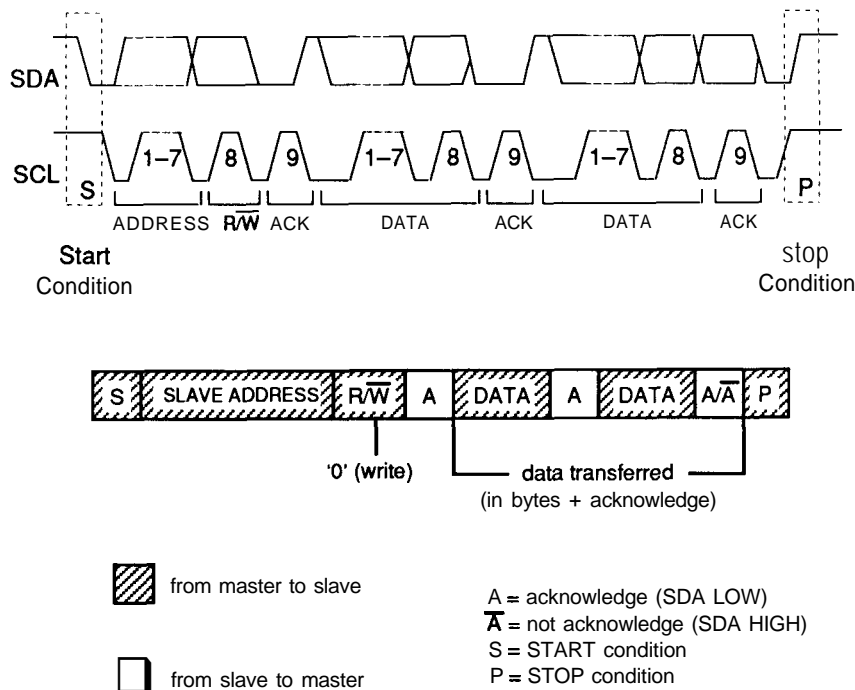 SDA
SCL
S 1–7 8 9 1–7 8 9 1–7 8 9 P
ADDRESS R/W̅ ACK DATA ACK DATA ACK
Start
Condition
stop
Condition
S SLAVE ADDRESS R/W̅ A DATA A DATA A/A̅ P
'0' (write)
data transferred
(in bytes + acknowledge)
from master to slave
from slave to master
A = acknowledge (SDA LOW)
A̅ = not acknowledge (SDA HIGH)
S = START condition
P = STOP condition